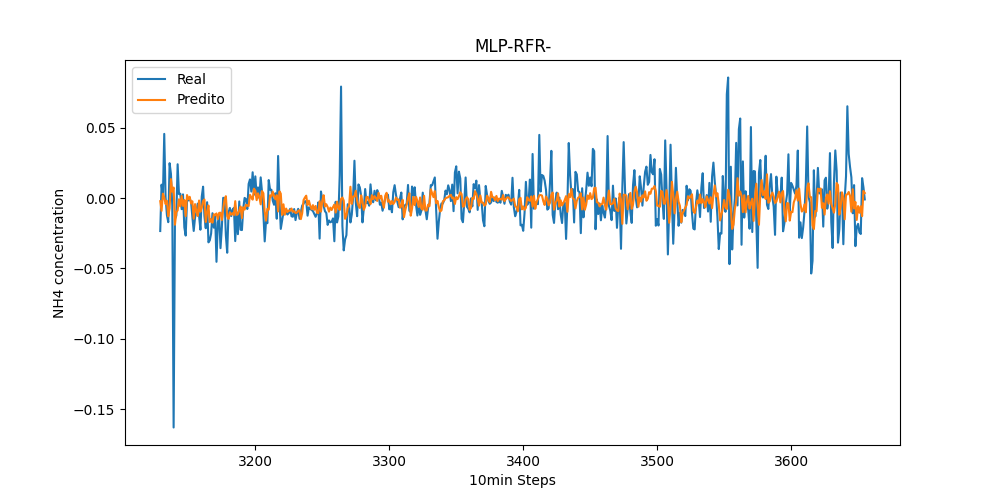 MLP-RFR-
Real
Predito
0.05
0.00
−0.05
−0.10
−0.15
NH4 concentration
3200 3300 3400 3500 3600
10min Steps